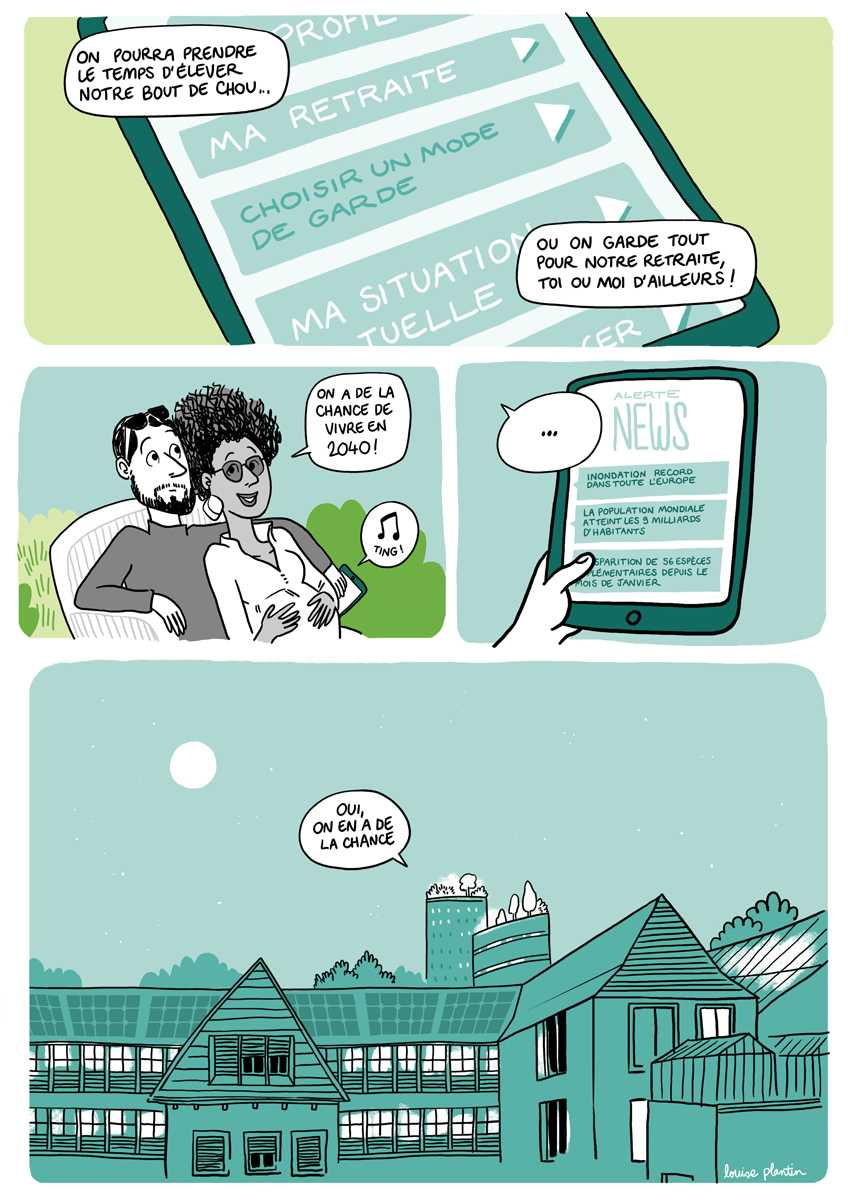 ON POURRA PRENDRE
LE TEMPS D'ÉLEVER
NOTRE BOUT DE CHOU...
PROFIL
MA RETRAITE
CHOISIR UN MODE
DE GARDE
MA SITUATION
TUELLE
CER
OU ON GARDE TOUT
POUR NOTRE RETRAITE,
TOI OU MOI D'AILLEURS !
ON A DE LA
CHANCE DE
VIVRE EN
2040 !
TING !
...
ALERTE
NEWS
INONDATION RECORD
DANS TOUTE L'EUROPE
LA POPULATION MONDIALE
ATTEINT LES 9 MILLIARDS
D'HABITANTS
SPARITION DE 56 ESPÈCES
PLÉMENTAIRES DEPUIS LE
MOIS DE JANVIER
OUI,
ON EN A DE
LA CHANCE
louise plantin